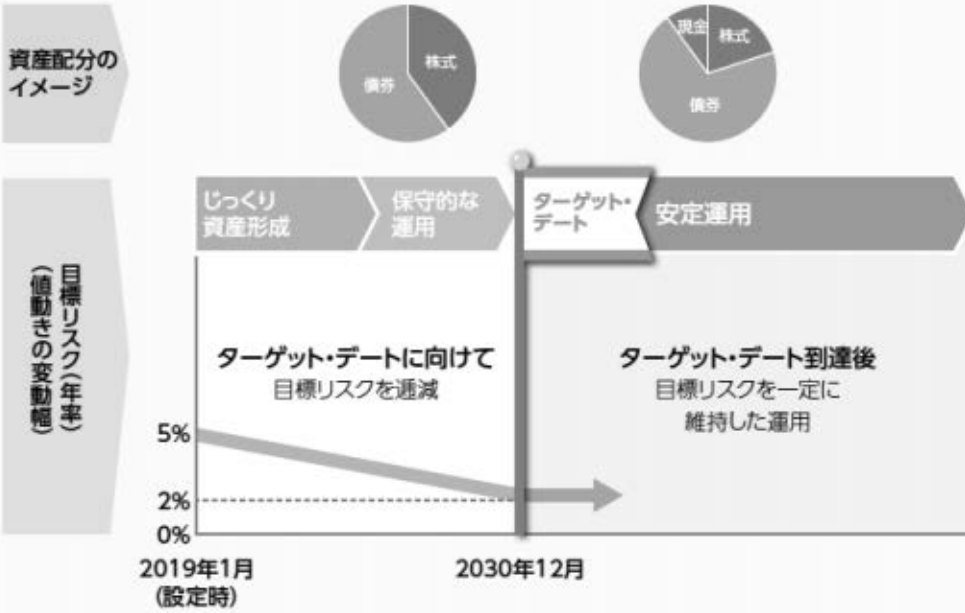 資産配分の
イメージ
株式
債券
現金
株式
債券
じっくり
資産形成
保守的な
運用
ターゲット・
デート
安定運用
目標リスク(年率)
(値動きの変動幅)
ターゲット・デートに向けて
目標リスクを逓減
ターゲット・デート到達後
目標リスクを一定に
維持した運用
5%
2%
0%
2019年1月
(設定時)
2030年12月